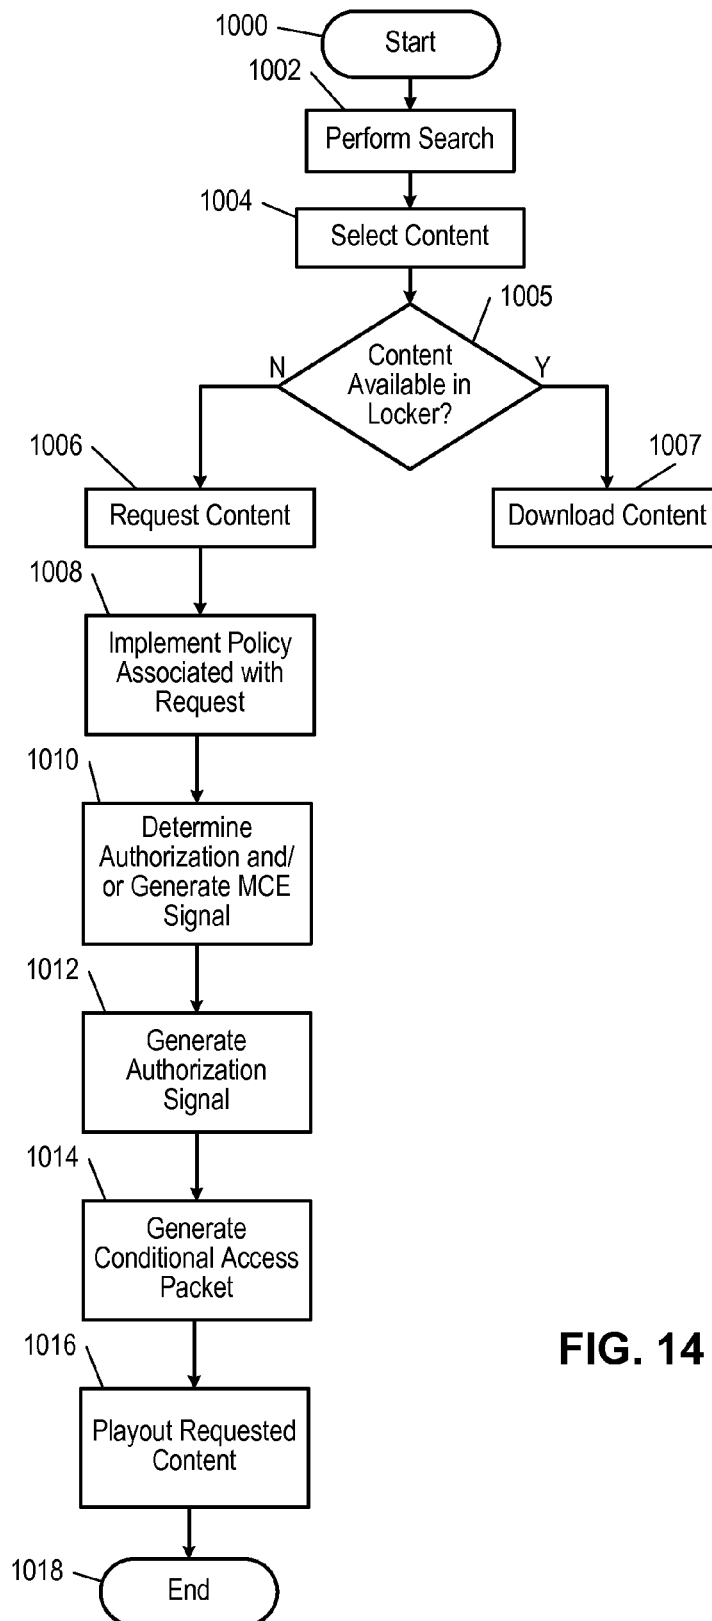 1000
Start
1002
Perform Search
1004
Select Content
1005
Content
Available in
Locker?
N
Y
1006
Request Content
1007
Download Content
1008
Implement Policy
Associated with
Request
1010
Determine
Authorization and/
or Generate MCE
Signal
1012
Generate
Authorization
Signal
1014
Generate
Conditional Access
Packet
1016
Playout Requested
Content
1018
End
FIG. 14